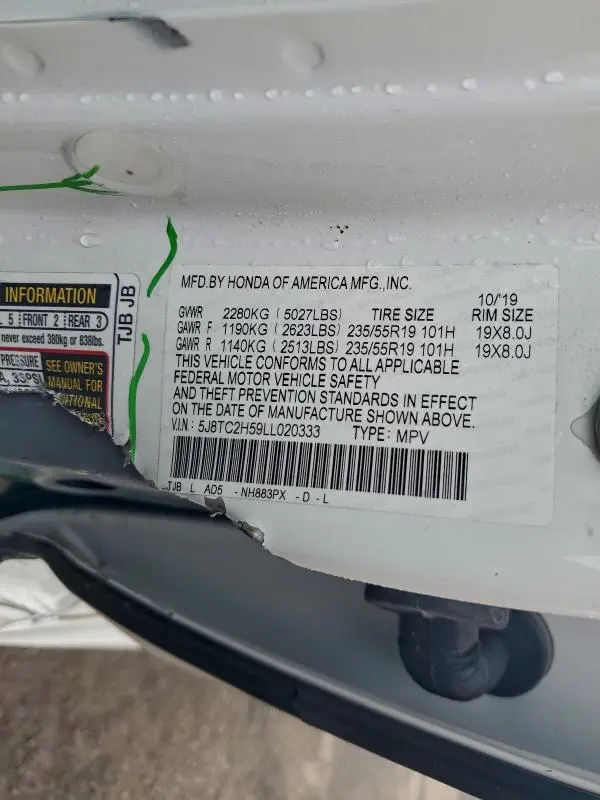 INFORMATION
5 FRONT 2 REAR 3
never exceed 380kg or 838lbs.
PRESSURE
SEE OWNER'S
MANUAL FOR
TJB JB
MFD.BY HONDA OF AMERICA MFG.,INC.
10/'19
GVWR 2280KG (5027LBS) TIRE SIZE RIM SIZE
GAWR F 1190KG (2623LBS) 235/55R19 101H 19X8.0J
GAWR R 1140KG (2513LBS) 235/55R19 101H 19X8.0J
THIS VEHICLE CONFORMS TO ALL APPLICABLE
FEDERAL MOTOR VEHICLE SAFETY
AND THEFT PREVENTION STANDARDS IN EFFECT
ON THE DATE OF MANUFACTURE SHOWN ABOVE.
V.I.N: 5J8TC2H59LL020333 TYPE: MPV
TJB L AD5 -NH883PX -D -L